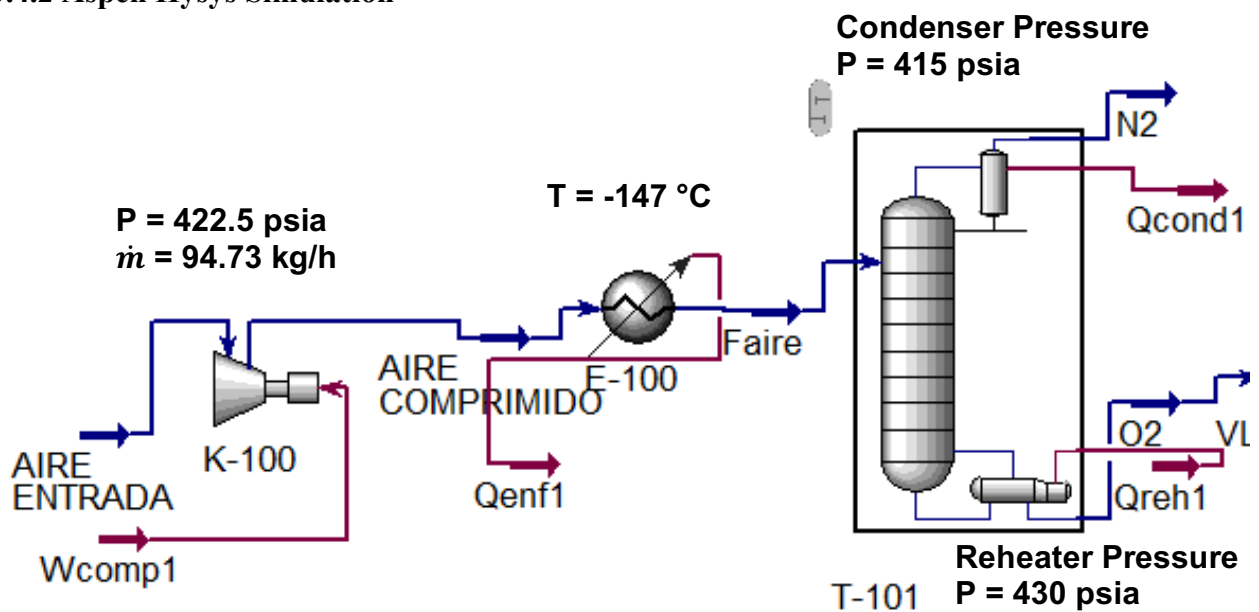 Condenser Pressure
P = 415 psia
N2
Qcond1
T = -147 °C
P = 422.5 psia
ṁ = 94.73 kg/h
Faire
AIRE
COMPRIMIDO
E-100
K-100
AIRE
ENTRADA
Qenf1
Wcomp1
O2
VL
Qreh1
Reheater Pressure
P = 430 psia
T-101